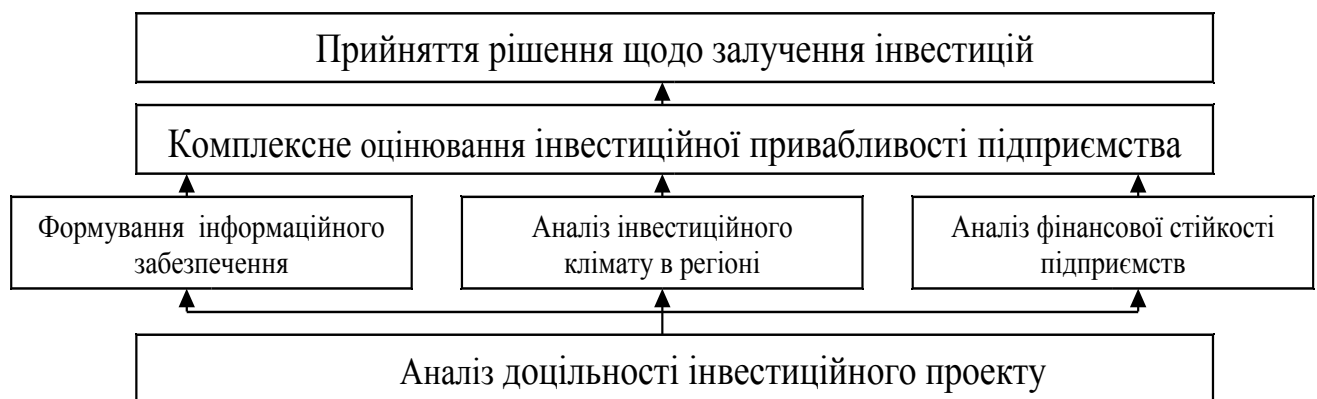 Прийняття рішення щодо залучення інвестицій
Комплексне оцінювання інвестиційної привабливості підприємства
Формування інформаційного
забезпечення
Аналіз інвестиційного
клімату в регіоні
Аналіз фінансової стійкості
підприємств
Аналіз доцільності інвестиційного проекту